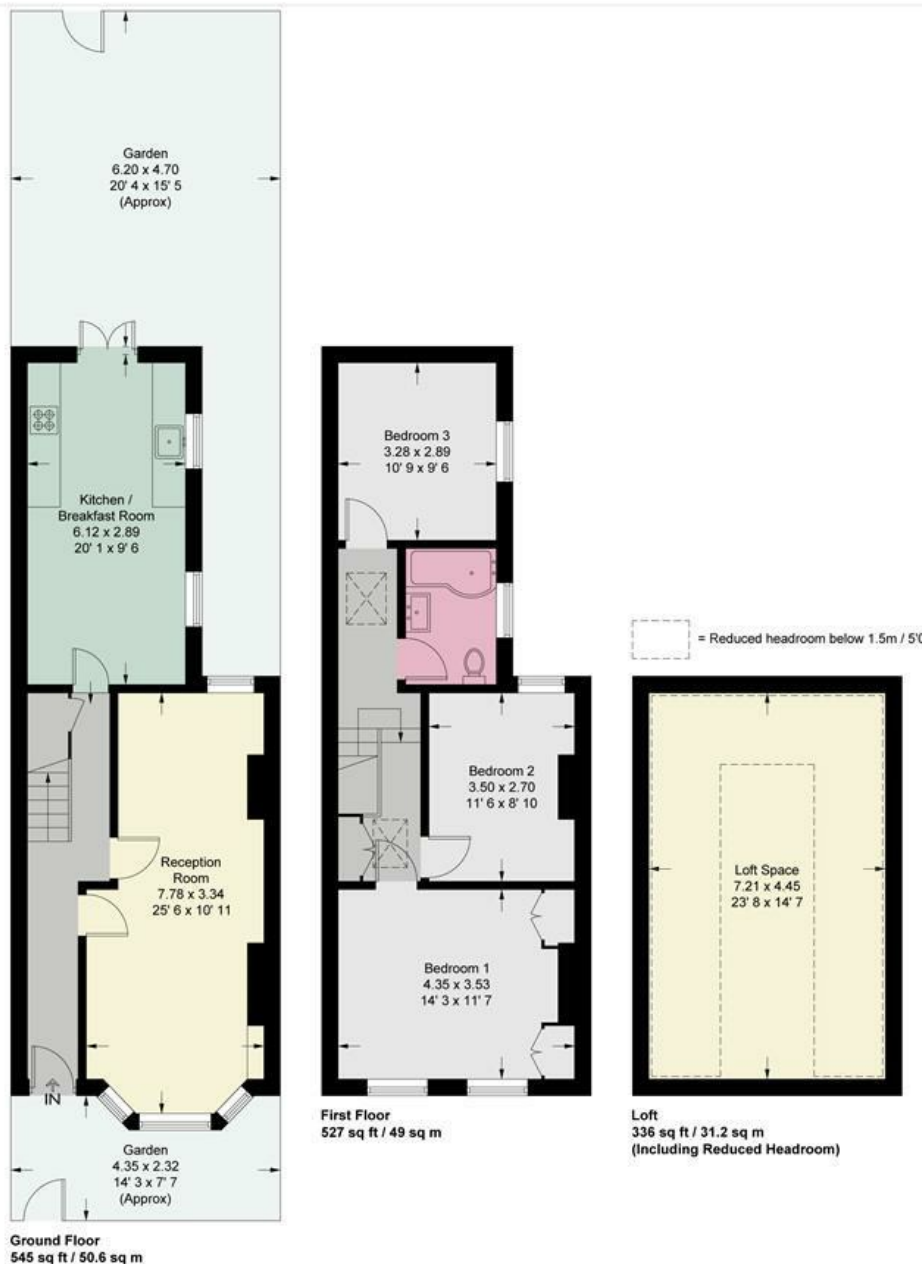 Garden
6.20 x 4.70
20' 4 x 15' 5
(Approx)
Kitchen /
Breakfast Room
6.12 x 2.89
20' 1 x 9' 6
Reception
Room
7.78 x 3.34
25' 6 x 10' 11
IN
Garden
4.35 x 2.32
14' 3 x 7' 7
(Approx)
Ground Floor
545 sq ft / 50.6 sq m
Bedroom 3
3.28 x 2.89
10' 9 x 9' 6
Bedroom 2
3.50 x 2.70
11' 6 x 8' 10
Bedroom 1
4.35 x 3.53
14' 3 x 11' 7
First Floor
527 sq ft / 49 sq m
= Reduced headroom below 1.5m / 5'0
Loft Space
7.21 x 4.45
23' 8 x 14' 7
Loft
336 sq ft / 31.2 sq m
(Including Reduced Headroom)